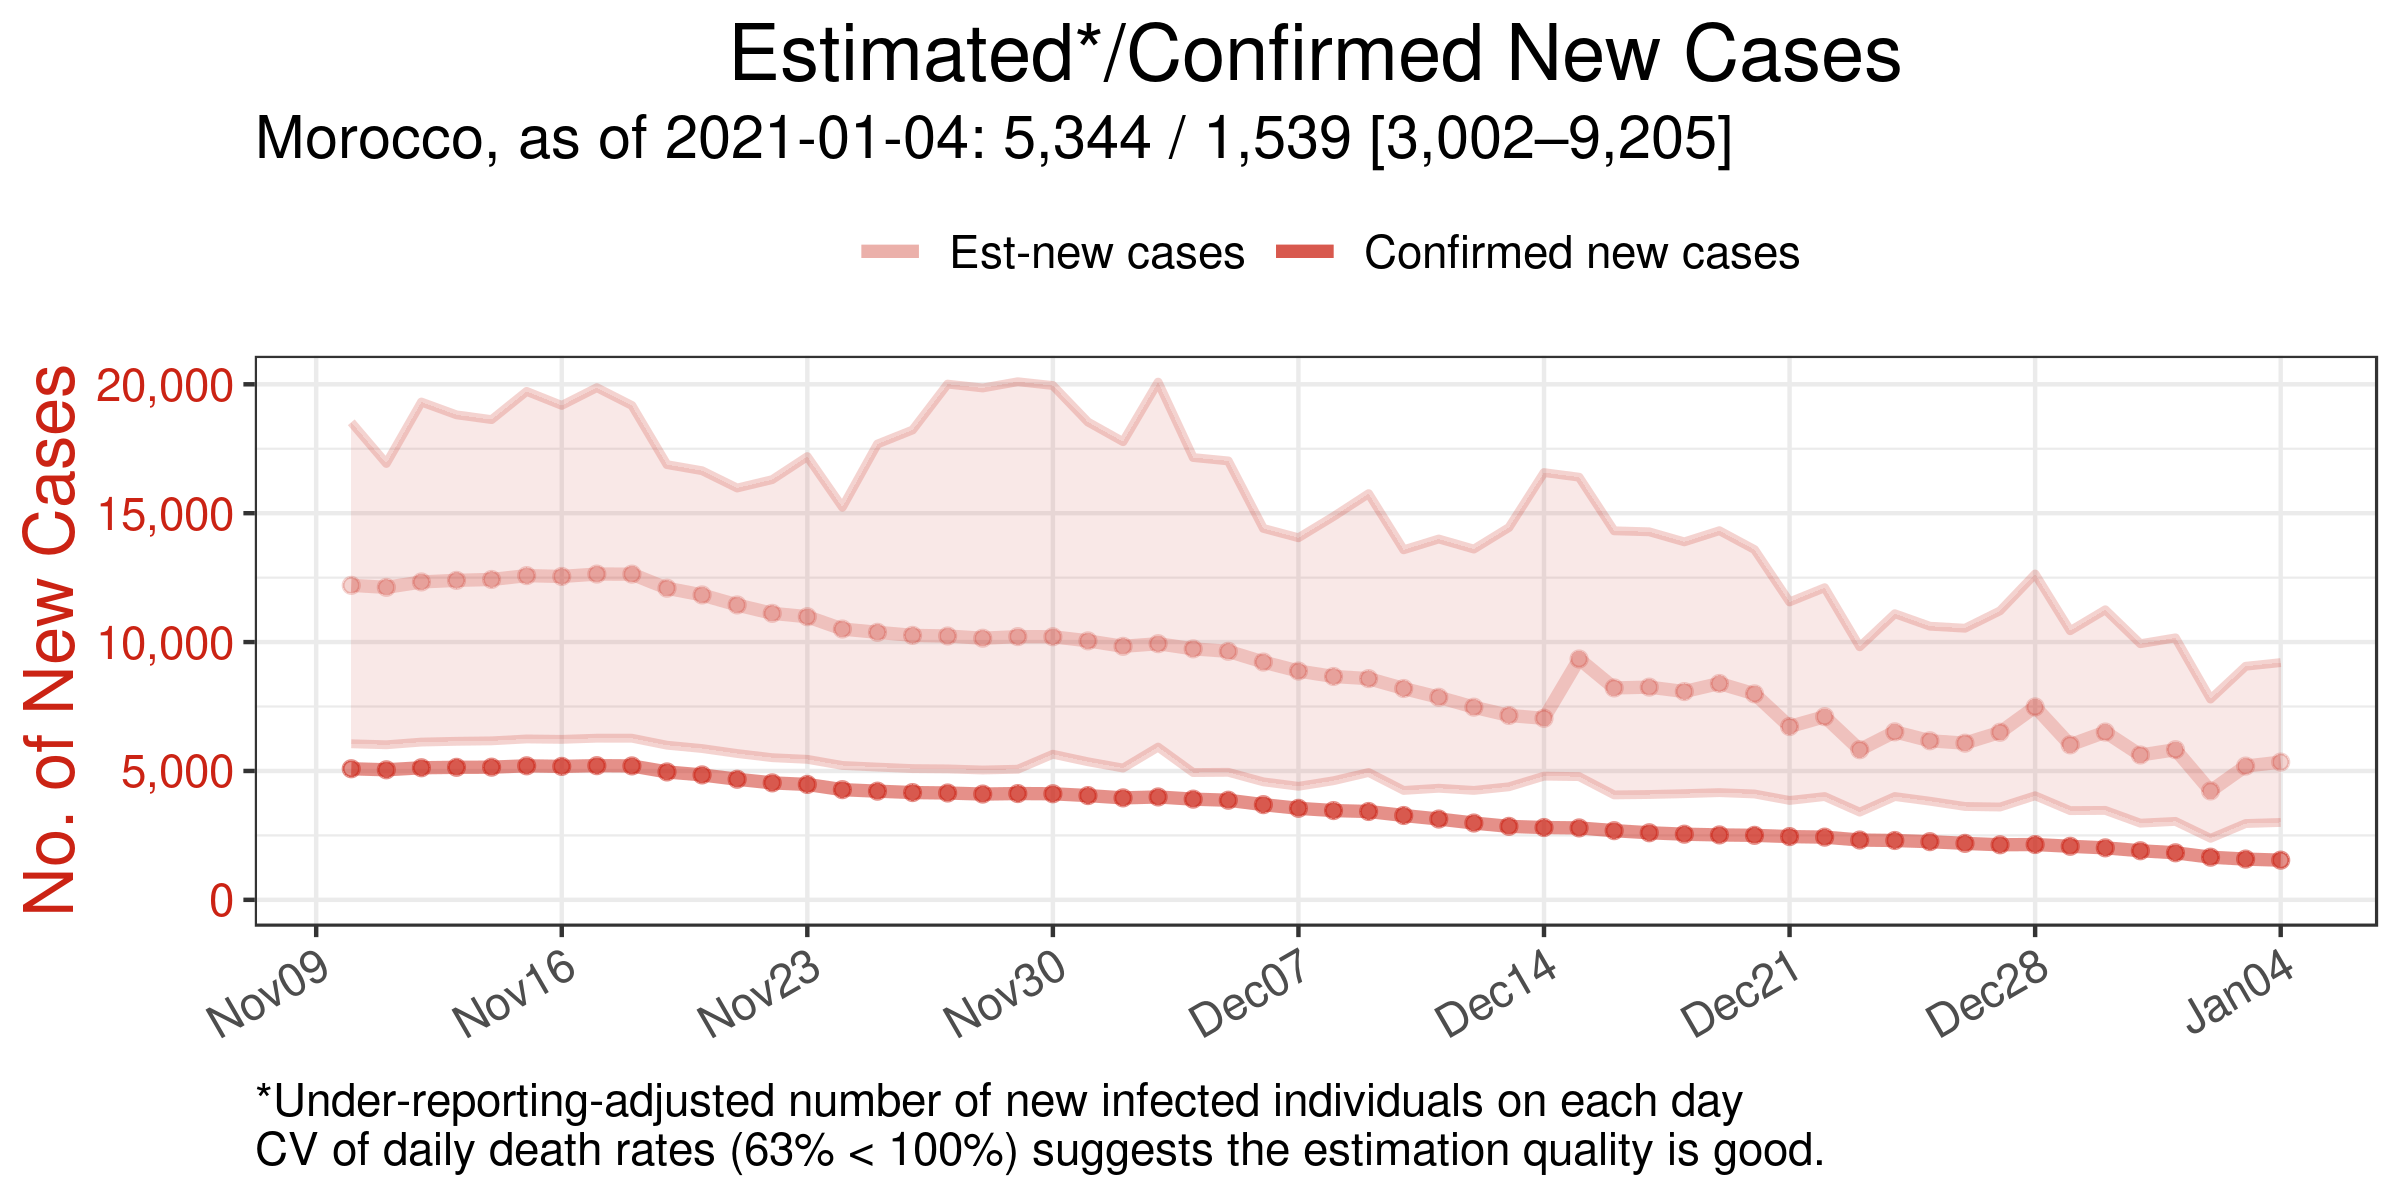 Estimated*/Confirmed New Cases
Morocco, as of 2021-01-04: 5,344 / 1,539 [3,002–9,205]
Est-new cases
Confirmed new cases
No. of New Cases
20,000
15,000
10,000
5,000
0
Nov09
Nov16
Nov23
Nov30
Dec07
Dec14
Dec21
Dec28
Jan04
*Under-reporting-adjusted number of new infected individuals on each day
CV of daily death rates (63% < 100%) suggests the estimation quality is good.